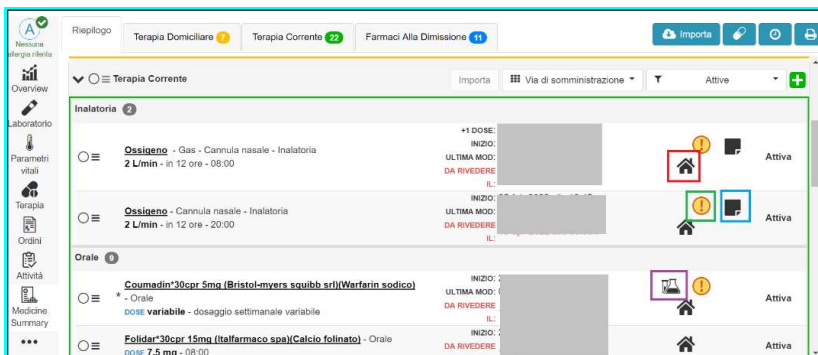 A
Nessuna
allergia riferita
Overview
Laboratorio
Parametri
vitali
Terapia
Ordini
Attività
Medicine
Summary
Riepilogo
Terapia Domiciliare 7
Terapia Corrente 22
Farmaci Alla
Dimissione 11
Importa
Terapia Corrente
Importa
Via di somministrazione
Attive
Inalatoria 2
Ossigeno - Gas - Cannula nasale - Inalatoria
2 L/min - in 12 ore - 08:00
+1 DOSE:
INIZIO:
ULTIMA MOD:
DA RIVEDERE
IL:
Attiva
Ossigeno - Cannula nasale - Inalatoria
2 L/min - in 12 ore - 20:00
INIZIO:
ULTIMA MOD:
DA RIVEDERE
IL:
Attiva
Orale 9
Coumadin*30cpr 5mg (Bristol-myers squibb srl)(Warfarin sodico)
* - Orale
DOSE variabile - dosaggio settimanale variabile
INIZIO:
ULTIMA MOD:
DA RIVEDERE
IL:
Attiva
Folidar*30cpr 15mg (Italfarmaco spa)(Calcio folinato) - Orale
DOSE 7,5 mg - 08:00
INIZIO:
DA RIVEDERE
Attiva